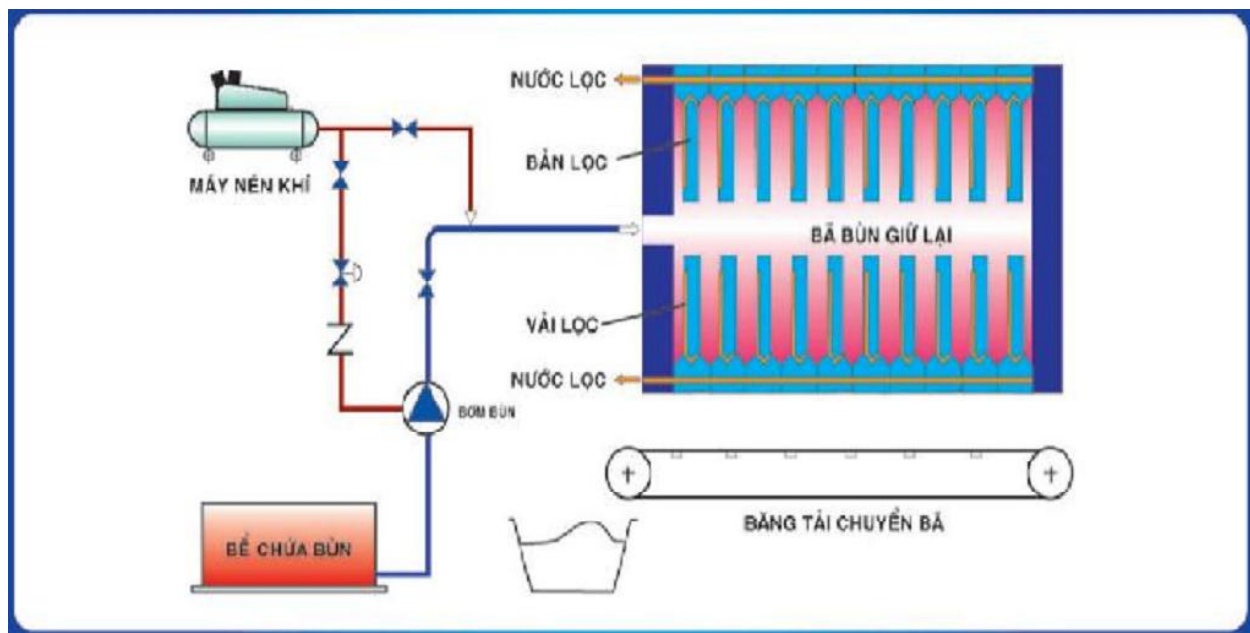 NƯỚC LỌC
BẢN LỌC
MÁY NÉN KHÍ
BÃ BÙN GIỮ LẠI
VẢI LỌC
NƯỚC LỌC
BƠM BÙN
BĂNG TẢI CHUYỂN BÃ
BỂ CHỨA BÙN